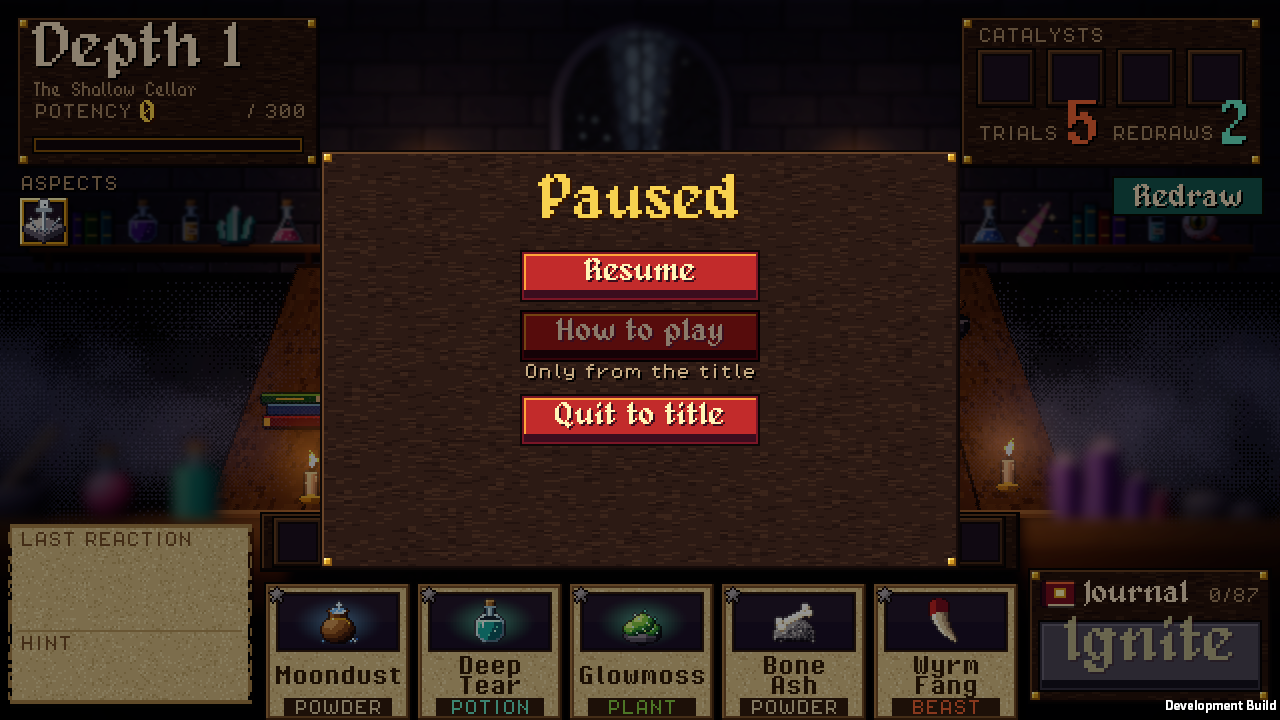 Depth 1
The Shallow Cellar
POTENCY 0 / 300
ASPECTS
CATALYSTS
TRIALS 5 REDRAWS 2
Redraw
Paused
Resume
How to play
Only from the title
Quit to title
LAST REACTION
HINT
Moondust
POWDER
Deep
Tear
POTION
Glowmoss
PLANT
Bone
Ash
POWDER
Wyrm
Fang
BEAST
Journal 0/87
Ignite
Development Build